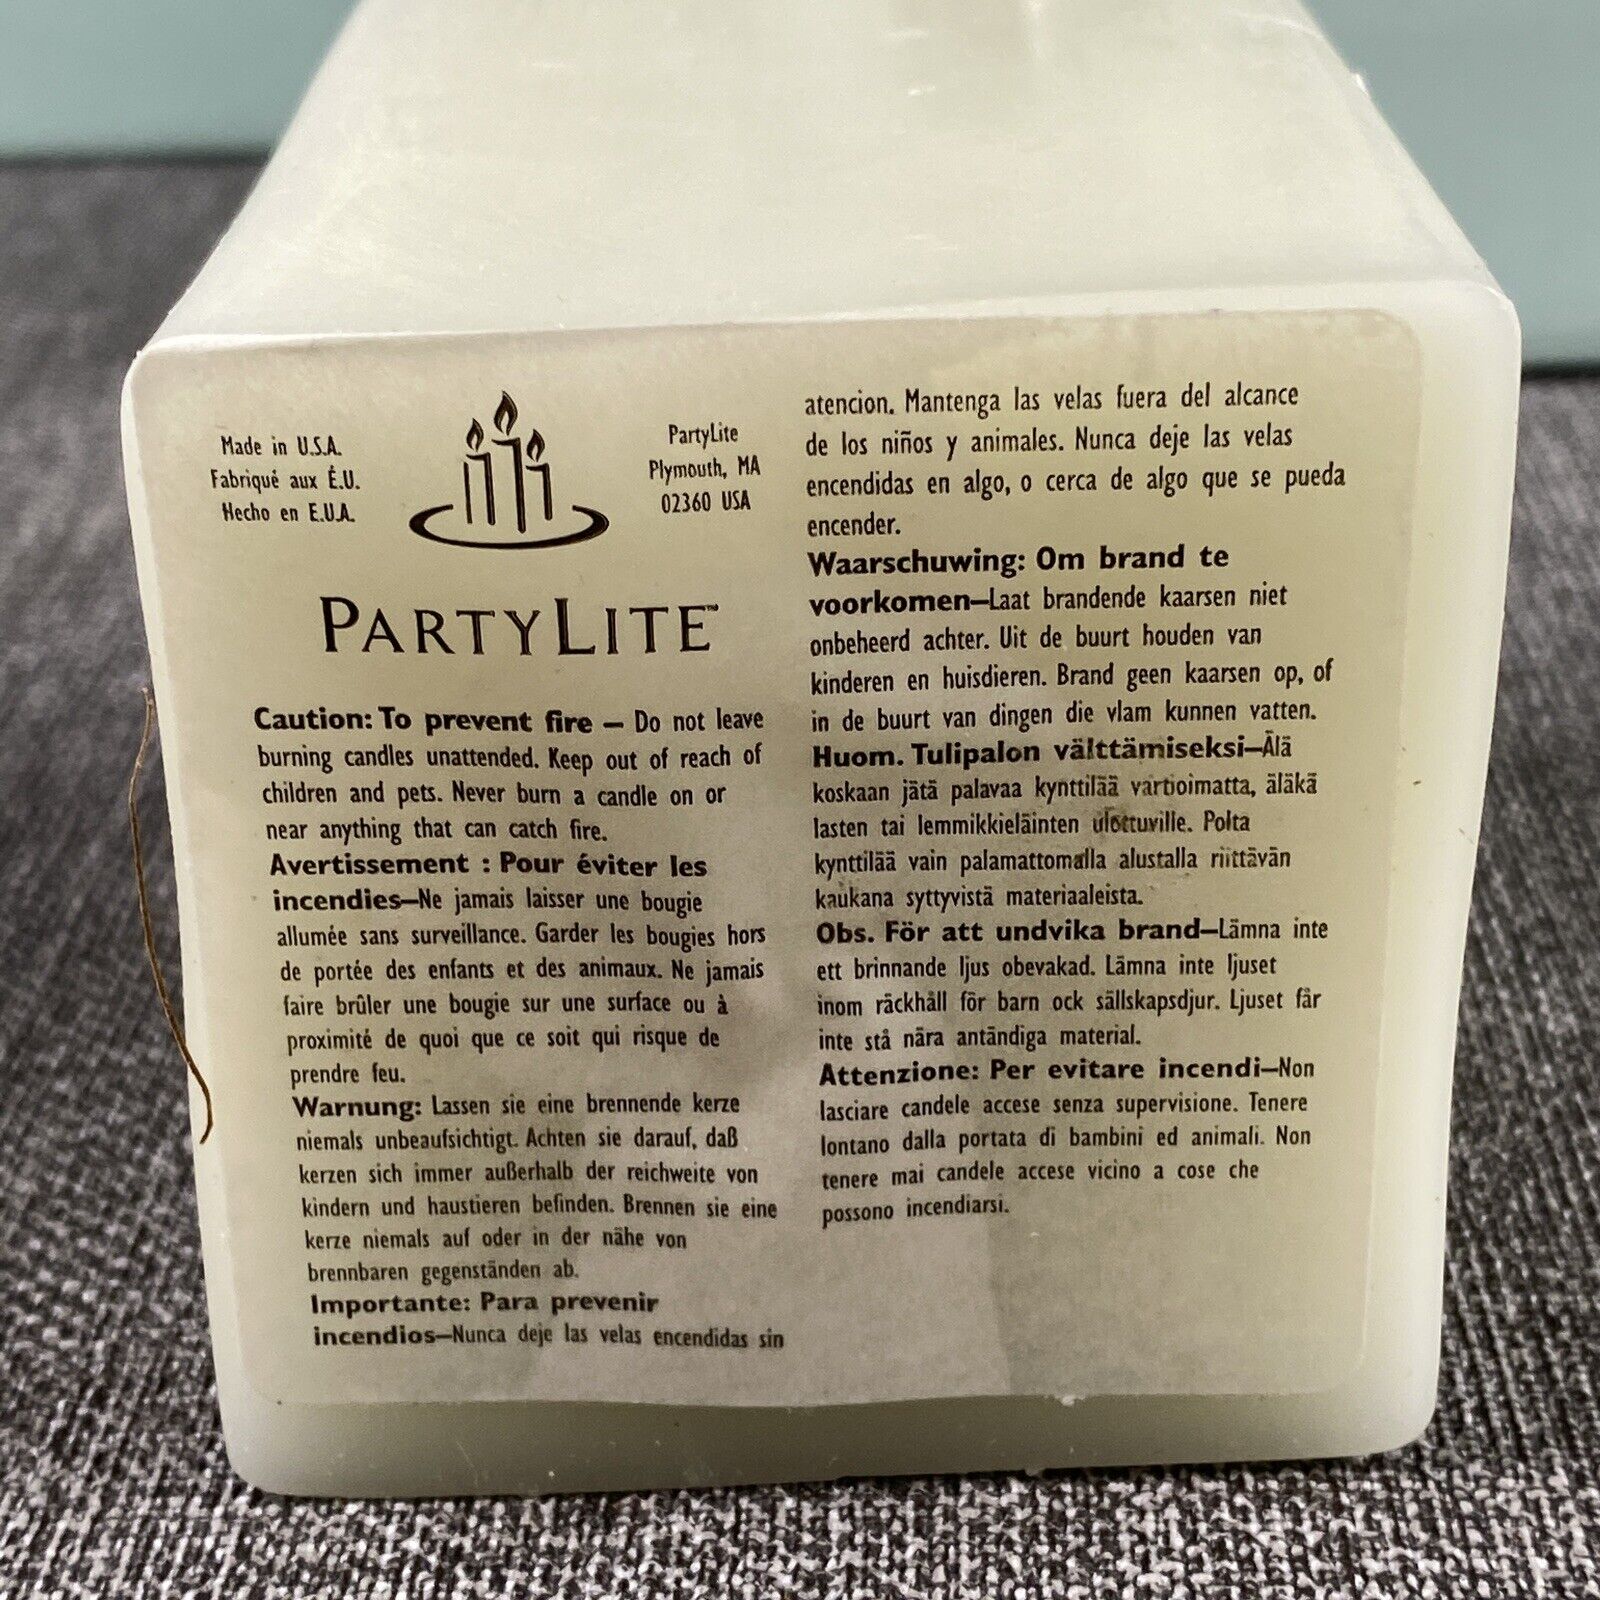 Made in U.S.A.
Fabriqué aux É.U.
Hecho en E.U.A.
PartyLite
Plymouth, MA
02360 USA
PARTYLITE™
Caution: To prevent fire — Do not leave
burning candles unattended. Keep out of reach of
children and pets. Never burn a candle on or
near anything that can catch fire.
Avertissement : Pour éviter les
incendies—Ne jamais laisser une bougie
allumée sans surveillance. Garder les bougies hors
de portée des enfants et des animaux. Ne jamais
faire brûler une bougie sur une surface ou à
proximité de quoi que ce soit qui risque de
prendre feu.
Warnung: Lassen sie eine brennende kerze
niemals unbeaufsichtigt. Achten sie darauf, daß
kerzen sich immer außerhalb der reichweite von
kindern und haustieren befinden. Brennen sie eine
kerze niemals auf oder in der nähe von
brennbaren gegenständen ab.
Importante: Para prevenir
incendios—Nunca deje las velas encendidas sin
atencion. Mantenga las velas fuera del alcance
de los niños y animales. Nunca deje las velas
encendidas en algo, o cerca de algo que se pueda
encender.
Waarschuwing: Om brand te
voorkomen—Laat brandende kaarsen niet
onbeheerd achter. Uit de buurt houden van
kinderen en huisdieren. Brand geen kaarsen op, of
in de buurt van dingen die vlam kunnen vatten.
Huom. Tulipalon välttämiseksi—Älä
koskaan jätä palavaa kynttilää vartioimatta, äläkä
lasten tai lemmikkieläinten ulottuville. Polta
kynttilää vain palamattomalla alustalla riittävän
kaukana syttyvistä materiaaleista.
Obs. För att undvika brand—Lämna inte
ett brinnande ljus obevakad. Lämna inte ljuset
inom räckhåll för barn ock sällskapsdjur. Ljuset får
inte stå nära antändiga material.
Attenzione: Per evitare incendi—Non
lasciare candele accese senza supervisione. Tenere
lontano dalla portata di bambini ed animali. Non
tenere mai candele accese vicino a cose che
possono incendiarsi.